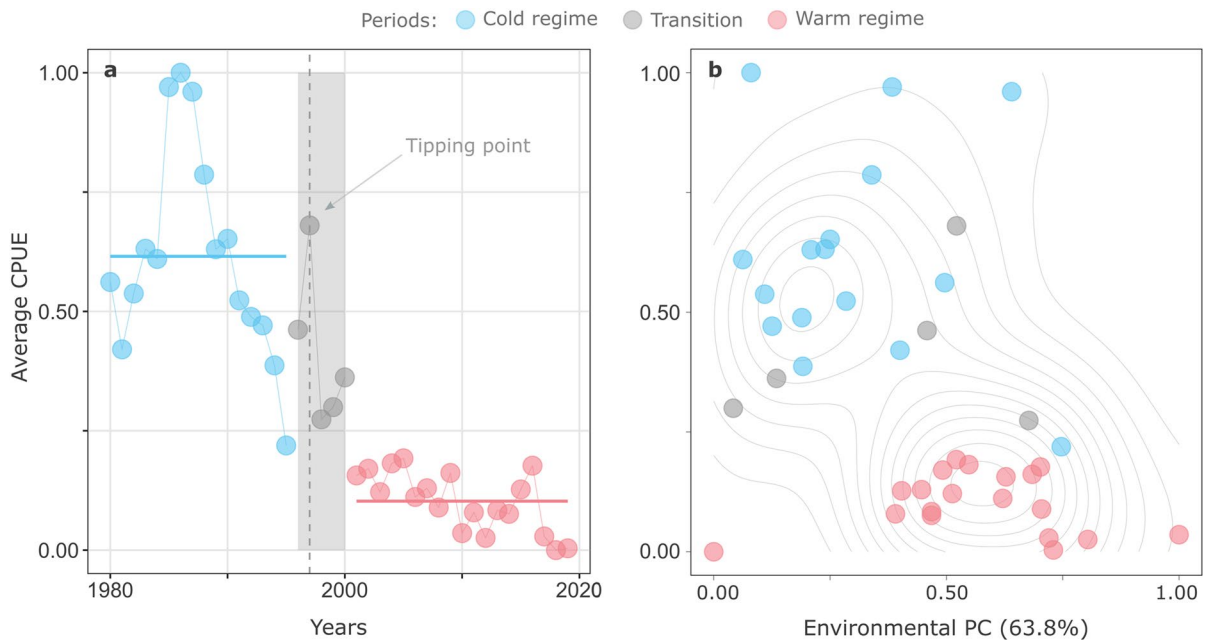 Periods: Cold regime Transition Warm regime
a
b
Tipping point
Average CPUE
1.00
0.50
0.00
1980
2000
2020
Years
1.00
0.50
0.00
0.00
0.50
1.00
Environmental PC (63.8%)